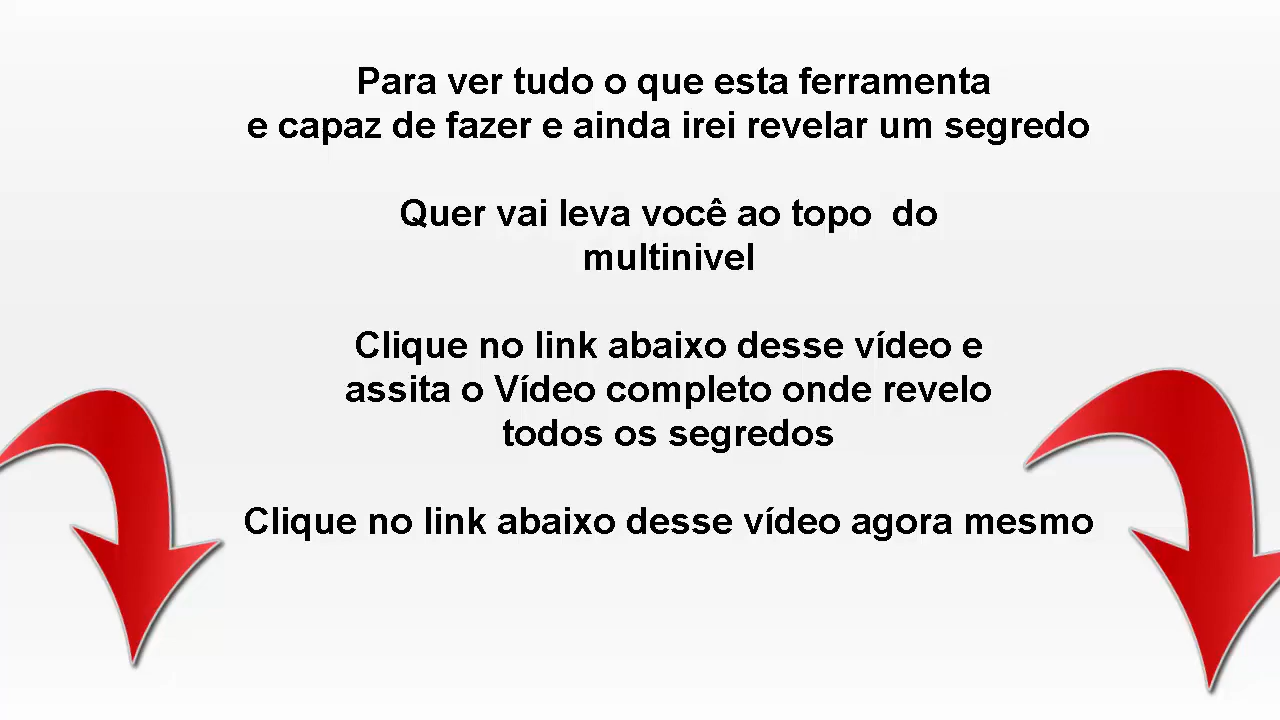 Para ver tudo o que esta ferramenta
e capaz de fazer e ainda irei revelar um segredo
Quer vai leva você ao topo  do
multinivel
Clique no link abaixo desse vídeo e
assita o Vídeo completo onde revelo
todos os segredos
Clique no link abaixo desse vídeo agora mesmo